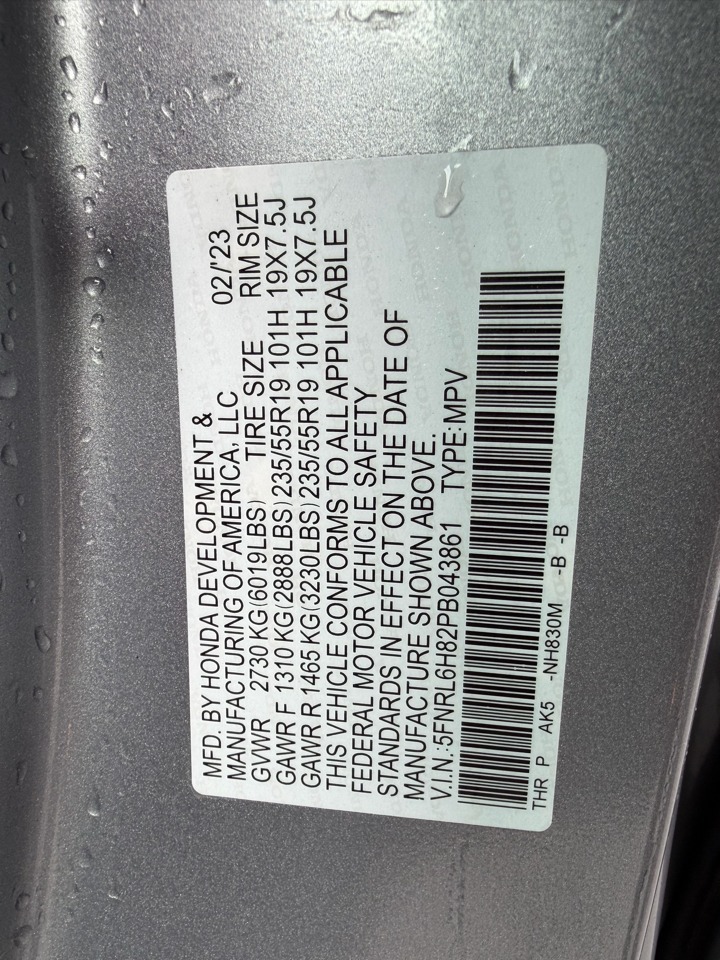 MFD. BY HONDA DEVELOPMENT &
MANUFACTURING OF AMERICA, LLC 02/'23
GVWR 2730 KG (6019LBS) TIRE SIZE RIM SIZE
GAWR F 1310 KG (2888LBS) 235/55R19 101H 19X7.5J
GAWR R 1465 KG (3230LBS) 235/55R19 101H 19X7.5J
THIS VEHICLE CONFORMS TO ALL APPLICABLE
FEDERAL MOTOR VEHICLE SAFETY
STANDARDS IN EFFECT ON THE DATE OF
MANUFACTURE SHOWN ABOVE.
V.I.N.:5FNRL6H82PB043861 TYPE:MPV
THR P AK5 -NH830M -B -B